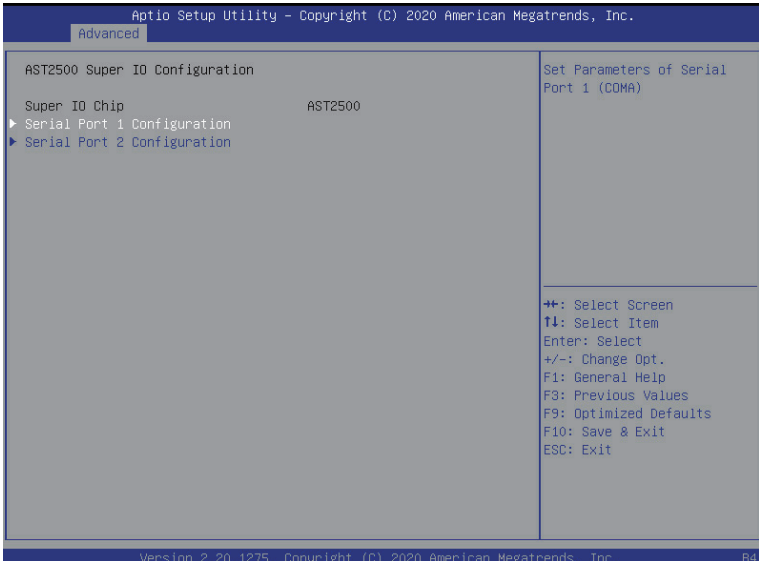 Aptio Setup Utility – Copyright (C) 2020 American Megatrends, Inc.
Advanced
AST2500 Super IO Configuration
Super IO Chip AST2500
▶ Serial Port 1 Configuration
▶ Serial Port 2 Configuration
Set Parameters of Serial
Port 1 (COMA)
→←: Select Screen
↑↓: Select Item
Enter: Select
+/-: Change Opt.
F1: General Help
F3: Previous Values
F9: Optimized Defaults
F10: Save & Exit
ESC: Exit
Version 2.20.1275. Copyright (C) 2020 American Megatrends, Inc.
B4